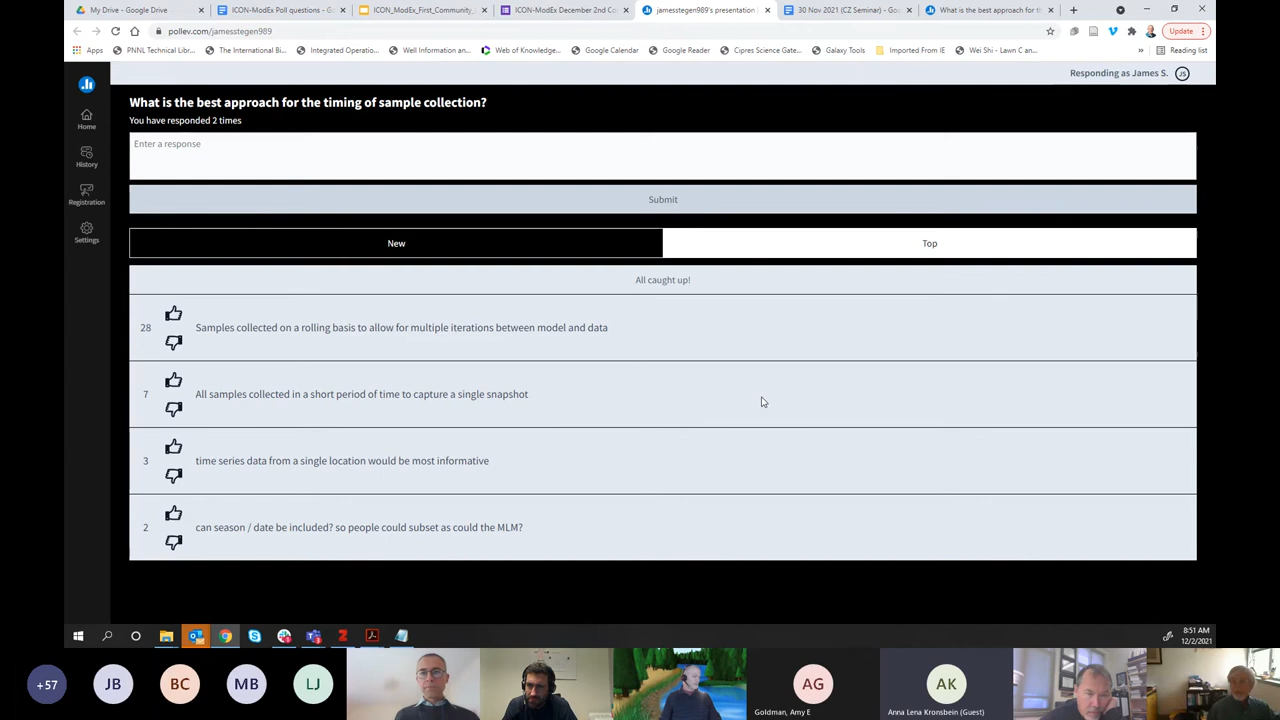 My Drive - Google Drive
ICON-ModEx Poll questions - Go
ICON_ModEx_First_Community_
ICON-ModEx December 2nd Co
jamesstegen989's presentation
30 Nov 2021 (CZ Seminar) - Goo
What is the best approach for th
pollev.com/jamesstegen989
Update
Apps
PNNL Technical Librar...
The International Bi...
Integrated Operatio...
Well Information an...
Web of Knowledge...
Google Calendar
Google Reader
Cipres Science Gate...
Galaxy Tools
Imported From IE
Wei Shi - Lawn C an...
»
Reading list
Responding as James S.
JS
Home
History
Registration
Settings
What is the best approach for the timing of sample collection?
You have responded 2 times
Enter a response
Submit
New
Top
All caught up!
28
Samples collected on a rolling basis to allow for multiple iterations between model and data
7
All samples collected in a short period of time to capture a single snapshot
3
time series data from a single location would be most informative
2
can season / date be included? so people could subset as could the MLM?
8:51 AM
12/2/2021
+57
JB
BC
MB
LJ
AG
Goldman, Amy E
AK
Anna Lena Kronsbein (Guest)